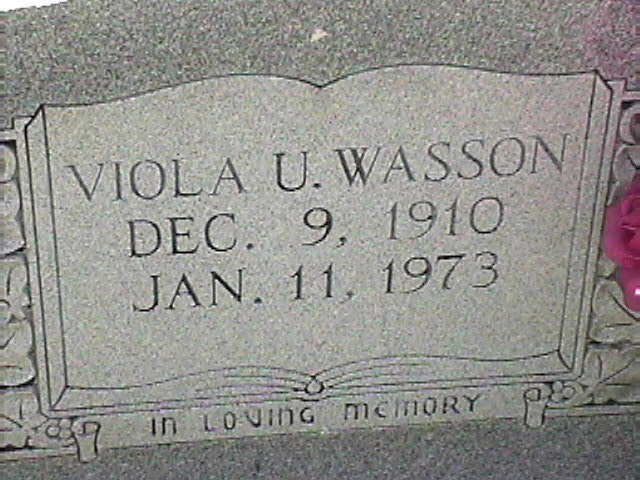 VIOLA U. WASSON
DEC. 9, 1910
JAN. 11, 1973
IN LOVING MEMORY